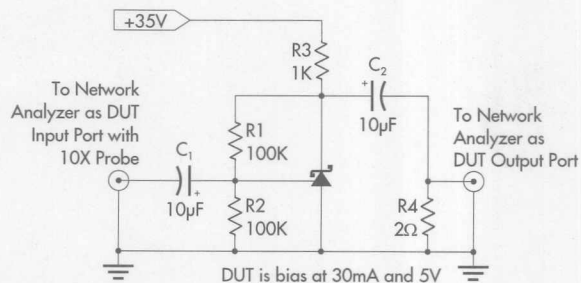 +35V
R3
1K
C2
10µF
To Network
Analyzer as DUT
Input Port with
10X Probe
C1
10µF
R1
100K
R2
100K
To Network
Analyzer as
DUT Output Port
R4
2Ω
DUT is bias at 30mA and 5V